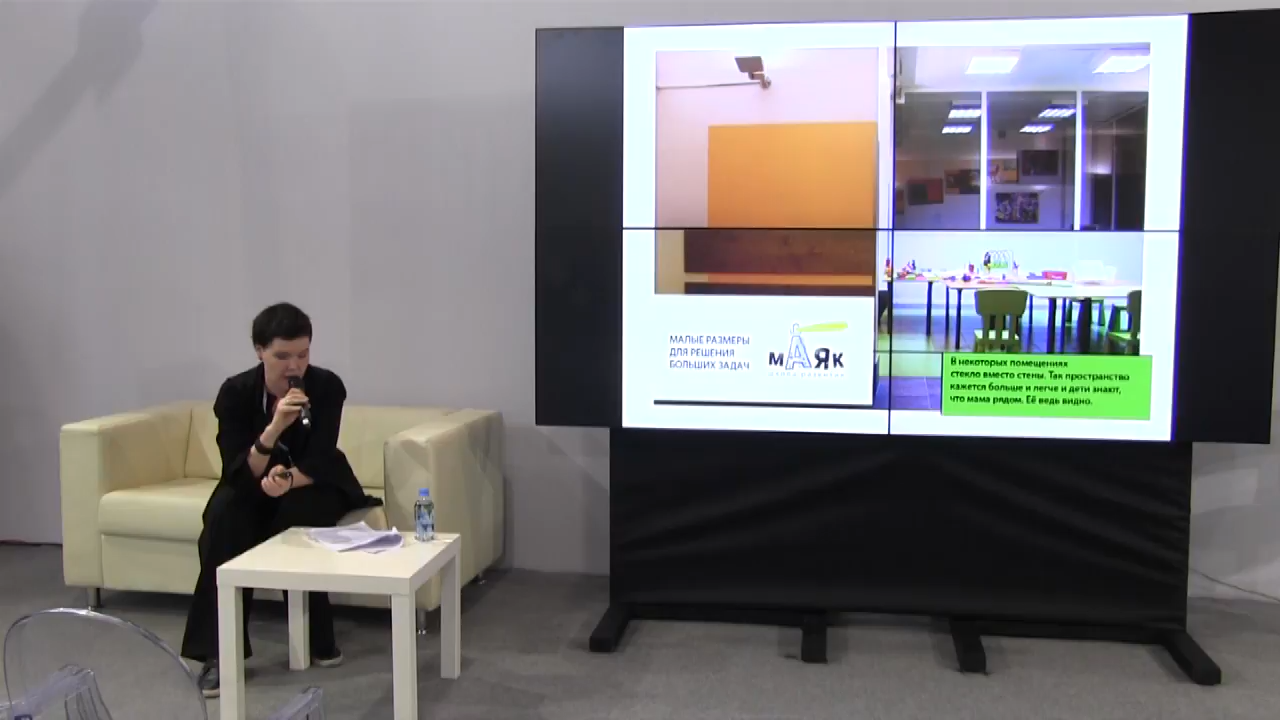 МАЛЫЕ РАЗМЕРЫ
ДЛЯ РЕШЕНИЯ
БОЛЬШИХ ЗАДАЧ
МАЯК
В некоторых помещениях
стекло вместо стены. Так пространство
кажется больше и легче и дети знают,
что мама рядом. Её ведь видно.